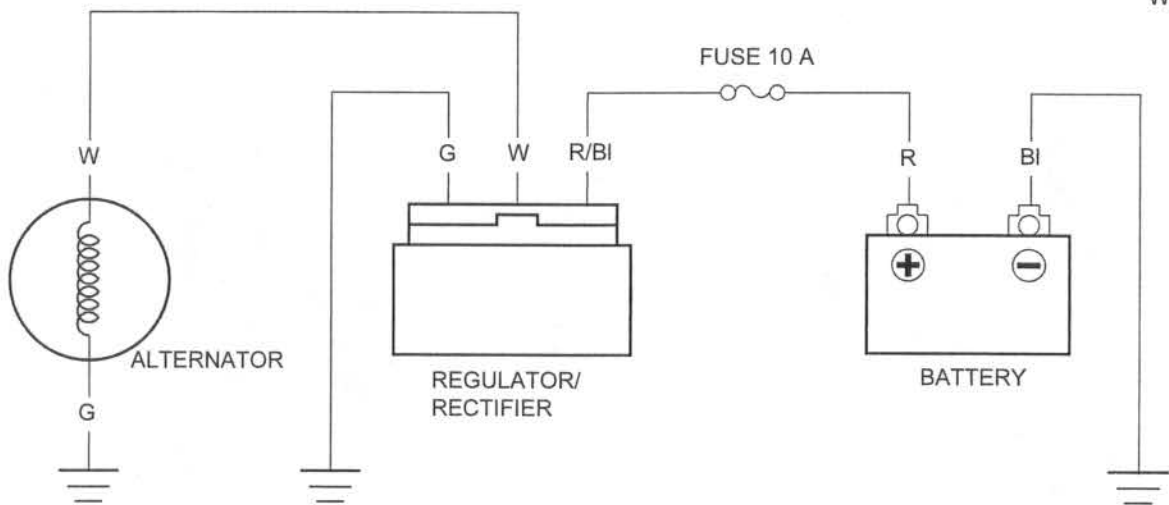 W
FUSE 10 A
W
G W R/Bl
R Bl
ALTERNATOR
G
REGULATOR/
RECTIFIER
BATTERY
+ −